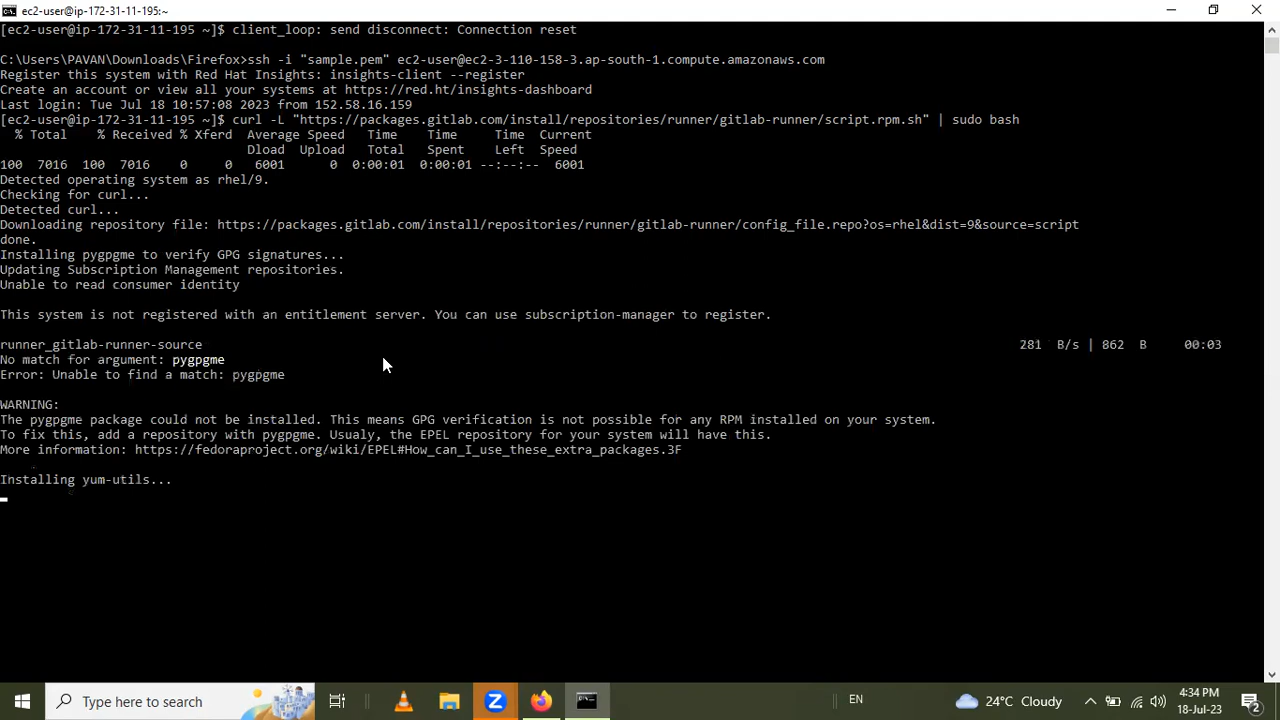 ec2-user@ip-172-31-11-195:~
[ec2-user@ip-172-31-11-195 ~]$ client_loop: send disconnect: Connection reset
C:\Users\PAVAN\Downloads\Firefox>ssh -i "sample.pem" ec2-user@ec2-3-110-158-3.ap-south-1.compute.amazonaws.com
Register this system with Red Hat Insights: insights-client --register
Create an account or view all your systems at https://red.ht/insights-dashboard
Last login: Tue Jul 18 10:57:08 2023 from 152.58.16.159
[ec2-user@ip-172-31-11-195 ~]$ curl -L "https://packages.gitlab.com/install/repositories/runner/gitlab-runner/script.rpm.sh" | sudo bash
% Total % Received % Xferd Average Speed Time Time Time Current
Dload Upload Total Spent Left Speed
100 7016 100 7016 0 0 6001 0 0:00:01 0:00:01 --:--:-- 6001
Detected operating system as rhel/9.
Checking for curl...
Detected curl...
Downloading repository file: https://packages.gitlab.com/install/repositories/runner/gitlab-runner/config_file.repo?os=rhel&dist=9&source=script
done.
Installing pygpgme to verify GPG signatures...
Updating Subscription Management repositories.
Unable to read consumer identity
This system is not registered with an entitlement server. You can use subscription-manager to register.
runner_gitlab-runner-source 281 B/s | 862 B 00:03
No match for argument: pygpgme
Error: Unable to find a match: pygpgme
WARNING:
The pygpgme package could not be installed. This means GPG verification is not possible for any RPM installed on your system.
To fix this, add a repository with pygpgme. Usualy, the EPEL repository for your system will have this.
More information: https://fedoraproject.org/wiki/EPEL#How_can_I_use_these_extra_packages.3F
Installing yum-utils...
Type here to search
EN
24°C Cloudy
4:34 PM
18-Jul-23
2